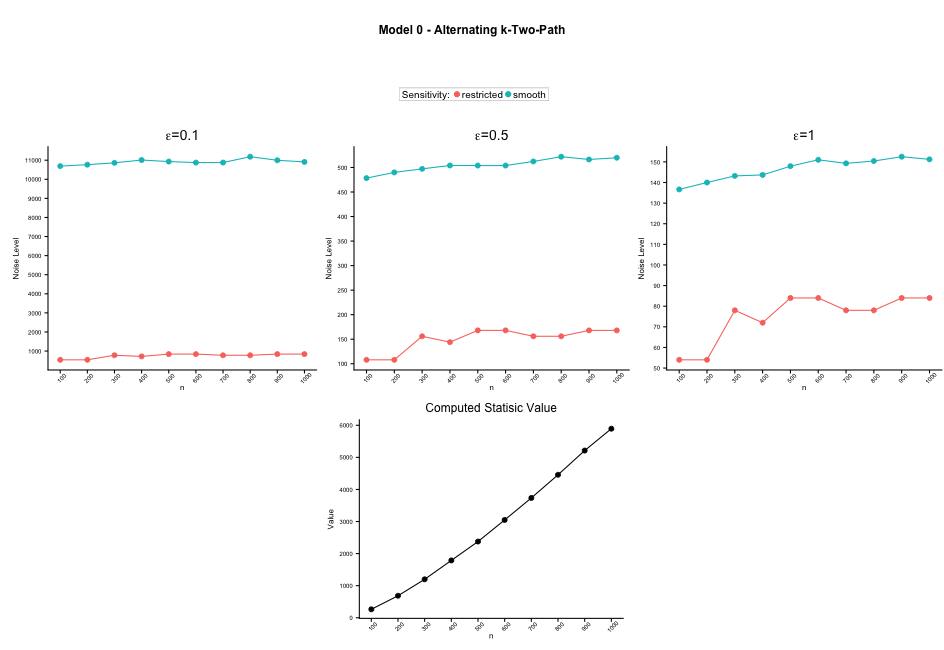 Model 0 - Alternating k-Two-Path
Sensitivity: restricted smooth
ε=0.1
Noise Level
11000
10000
9000
8000
7000
6000
5000
4000
3000
2000
1000
100 200 300 400 500 600 700 800 900 1000
n
ε=0.5
Noise Level
500
450
400
350
300
250
200
150
100
100 200 300 400 500 600 700 800 900 1000
n
ε=1
Noise Level
150
140
130
120
110
100
90
80
70
60
50
100 200 300 400 500 600 700 800 900 1000
n
Computed Statisic Value
Value
6000
5000
4000
3000
2000
1000
0
100 200 300 400 500 600 700 800 900 1000
n